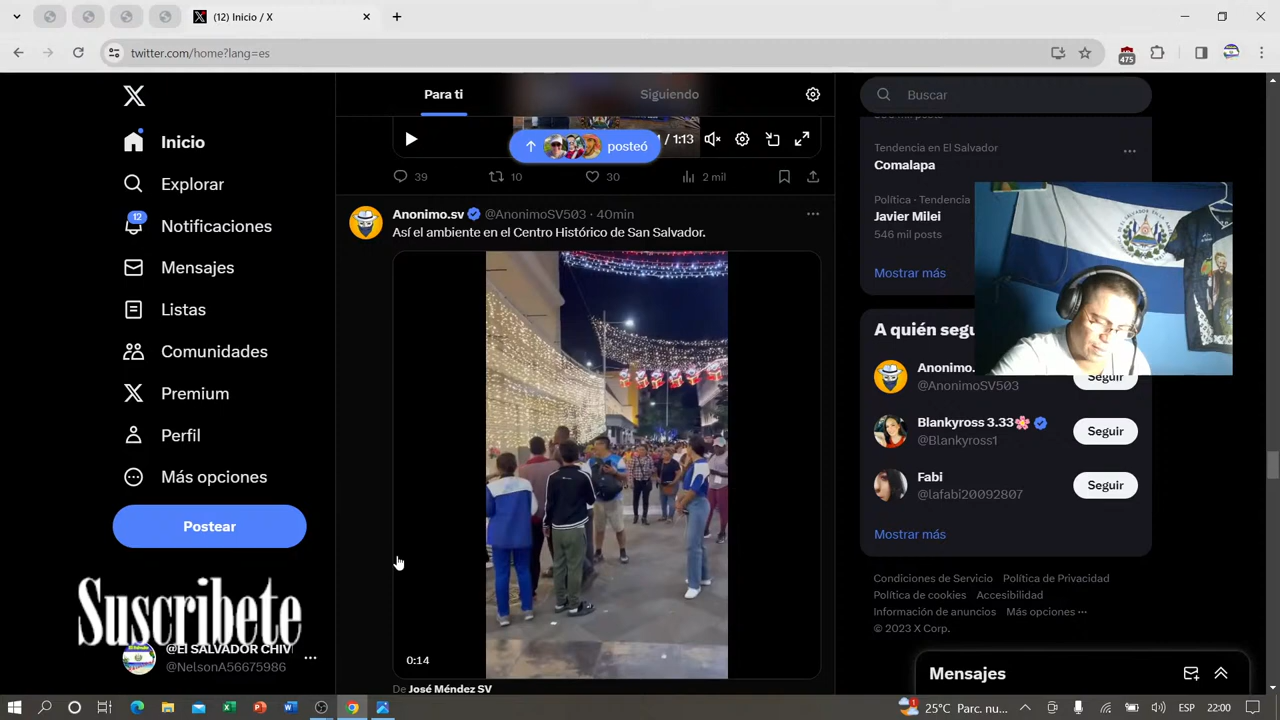 (12) Inicio / X
twitter.com/home?lang=es
475
Para ti
Siguiendo
Buscar
Inicio
Explorar
12
Notificaciones
Mensajes
Listas
Comunidades
Premium
Perfil
Más opciones
Postear
Suscribete
@El SALVADOR CHIV
@NelsonA56675986
/ 1:13
posteó
39
10
30
2 mil
Anonimo.sv @AnonimoSV503 · 40min
Así el ambiente en el Centro Histórico de San Salvador.
0:14
De José Méndez SV
Tendencia en El Salvador
Comalapa
Política · Tendencia
Javier Milei
546 mil posts
Mostrar más
A quién segu
Anonimo.
@AnonimoSV503
Seguir
Blankyross 3.33
@Blankyross1
Seguir
Fabi
@lafabi20092807
Seguir
Mostrar más
Condiciones de Servicio Política de Privacidad
Política de cookies Accesibilidad
Información de anuncios Más opciones
© 2023 X Corp.
Mensajes
25°C Parc. nu...
ESP
22:00